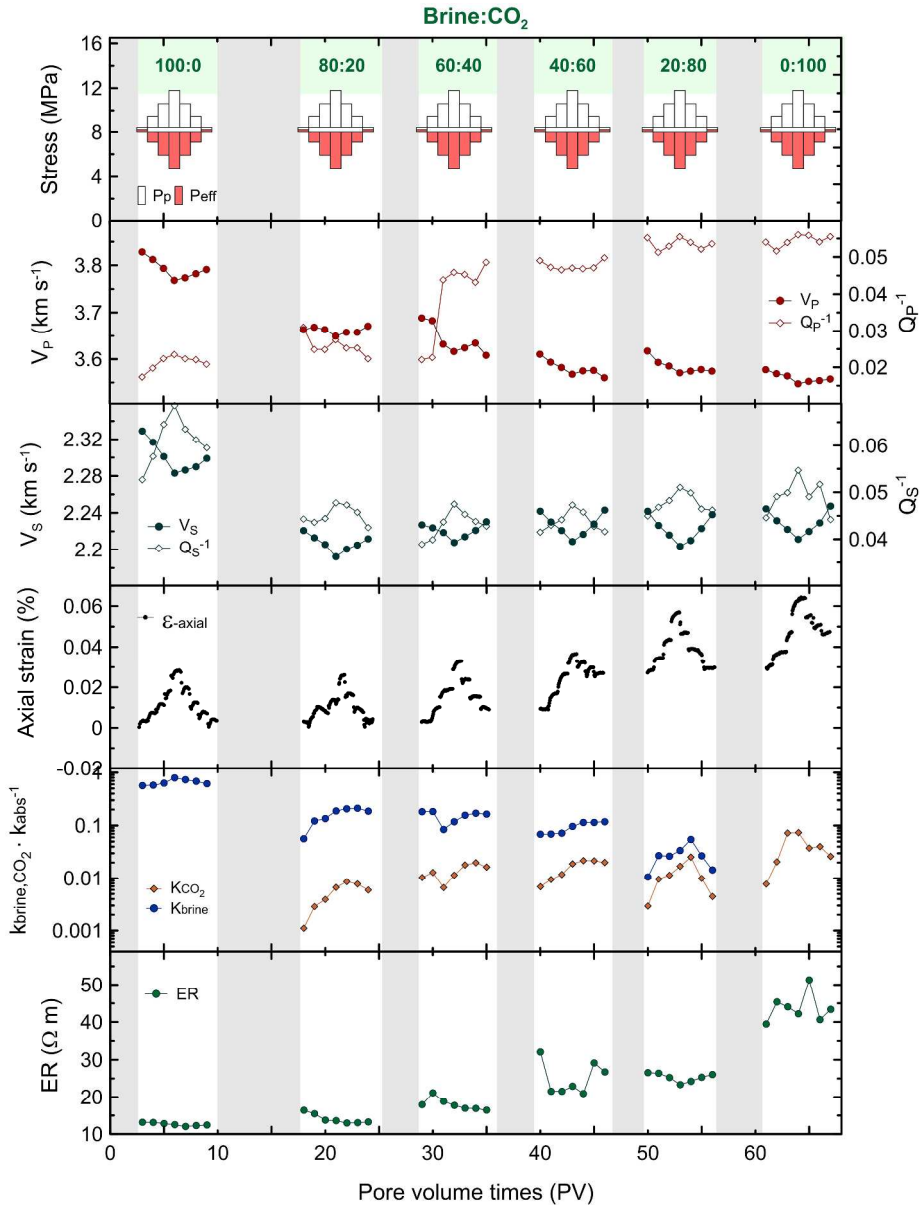 Brine:CO2
100:0 80:20 60:40 40:60 20:80 0:100
Stress (MPa)
16
12
8
4
0
Pp Peff
VP (km s-1)
3.8
3.7
3.6
VP
QP-1
0.05
0.04
0.03
0.02
QP-1
VS (km s-1)
2.32
2.28
2.24
2.2
VS
QS-1
0.06
0.05
0.04
QS-1
Axial strain (%)
0.06
0.04
0.02
0
-0.02
ε-axial
kbrine,CO2 · kabs-1
1
0.1
0.01
0.001
KCO2
Kbrine
ER (Ω m)
50
40
30
20
10
ER
0 10 20 30 40 50 60
Pore volume times (PV)